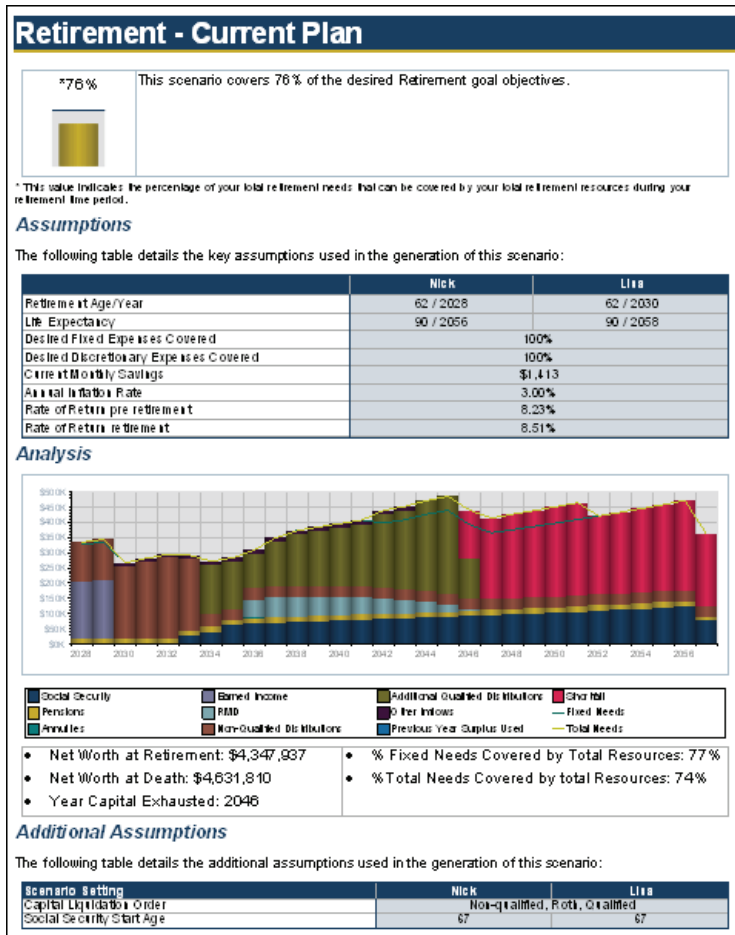 Retirement - Current Plan
*76%
This scenario covers 76% of the desired Retirement goal objectives.
* This value indicates the percentage of your total retirement needs that can be covered by your total retirement resources during your
retirement time period.
Assumptions
The following table details the key assumptions used in the generation of this scenario:
Nick Lisa
Retirement Age/Year 62 / 2028 62 / 2030
Life Expectancy 90 / 2056 90 / 2058
Desired Fixed Expenses Covered 100%
Desired Discretionary Expenses Covered 100%
Current Monthly Savings $1,413
Annual Inflation Rate 3.00%
Rate of Return pre retirement 8.23%
Rate of Return retirement 8.51%
Analysis
$500K
$450K
$400K
$350K
$300K
$250K
$200K
$150K
$100K
$50K
$0K
2028 2030 2032 2034 2036 2038 2040 2042 2044 2046 2048 2050 2052 2054 2056
Social Security Earned Income Additional Qualified Distributions Shortfall
Pensions RMD Other Inflows Fixed Needs
Annuities Non-Qualified Distributions Previous Year Surplus Used Total Needs
• Net Worth at Retirement: $4,347,937 • % Fixed Needs Covered by Total Resources: 77%
• Net Worth at Death: $4,631,810 • % Total Needs Covered by total Resources: 74%
• Year Capital Exhausted: 2046
Additional Assumptions
The following table details the additional assumptions used in the generation of this scenario:
Scenario Setting Nick Lisa
Capital Liquidation Order Non-qualified, Roth, Qualified
Social Security Start Age 67 67